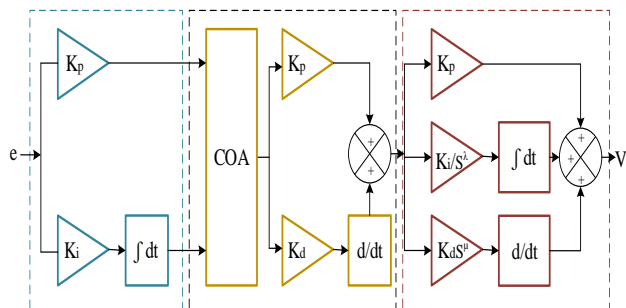 Kp
Kp
Kp
e
COA
+
+
+
Ki/S^λ
∫dt
+
+
+
V
Ki
∫dt
Kd
d/dt
KdS^μ
d/dt